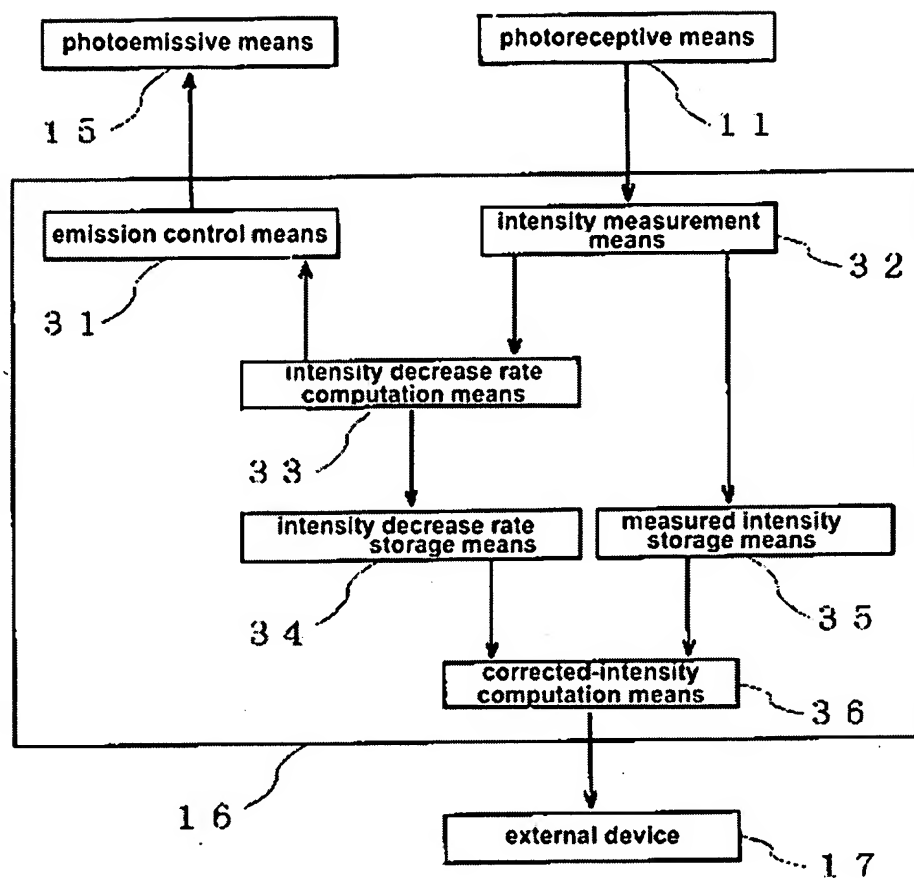 photoemissive means
photoreceptive means
15
11
emission control means
intensity measurement
means
31
32
intensity decrease rate
computation means
33
intensity decrease rate
storage means
measured intensity
storage means
34
35
corrected-intensity
computation means
36
16
external device
17